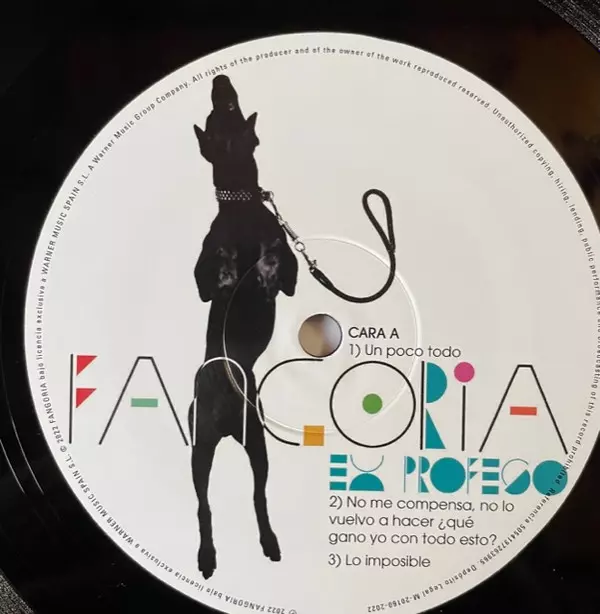 CARA A
1) Un poco todo
FANGORIA
EX PROFESO
2) No me compensa, no lo
vuelvo a hacer ¿qué
gano yo con todo esto?
3) Lo imposible
℗ 2022 FANGORIA bajo licencia exclusiva a WARNER MUSIC SPAIN S.L. © 2022 FANGORIA bajo licencia exclusiva a WARNER MUSIC SPAIN S.L. A Warner Music Group Company. All rights of the producer and of the owner of the work reproduced reserved. Unauthorized copying, hiring, lending, public performance and broadcasting of this record prohibited. Referencia 5054197263965. Depósito Legal M-20160-2022